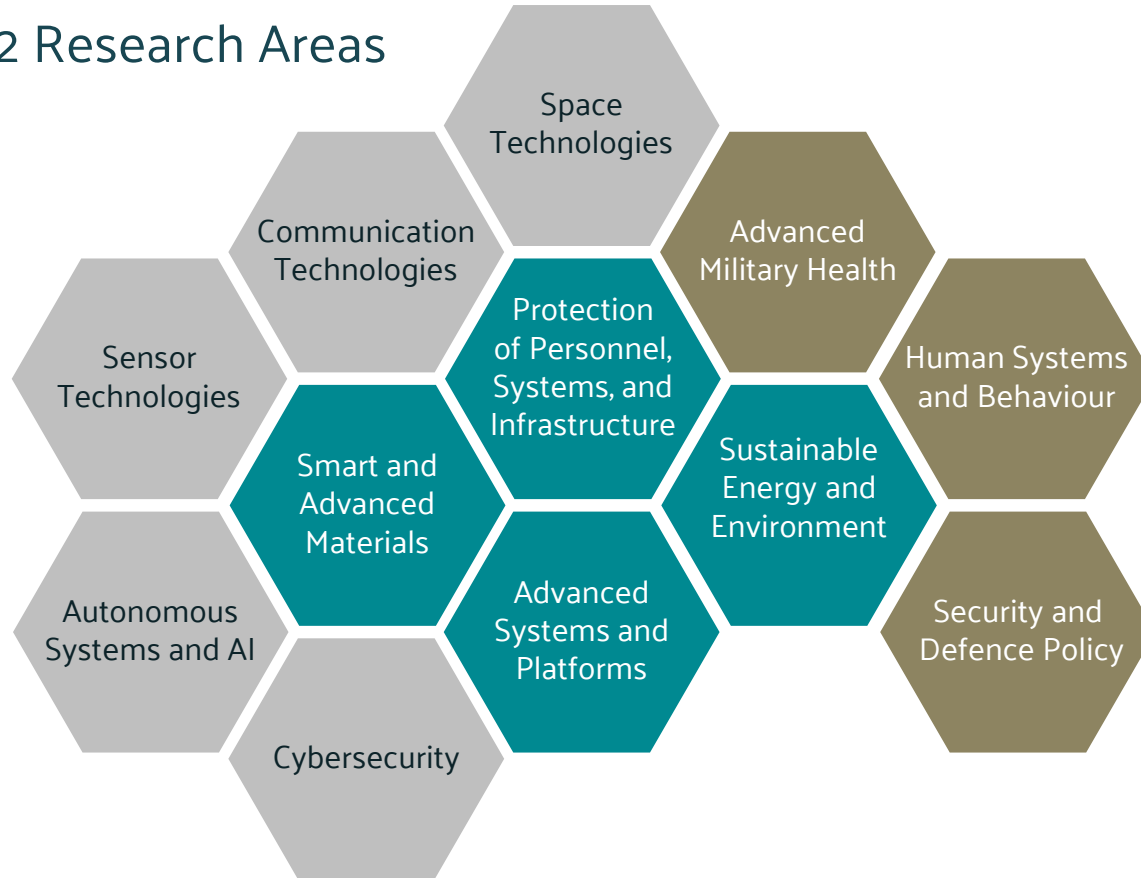 2 Research Areas
Space
Technologies
Communication
Technologies
Advanced
Military Health
Protection
of Personnel,
Systems, and
Infrastructure
Sensor
Technologies
Human Systems
and Behaviour
Smart and
Advanced
Materials
Sustainable
Energy and
Environment
Autonomous
Systems and AI
Advanced
Systems and
Platforms
Security and
Defence Policy
Cybersecurity